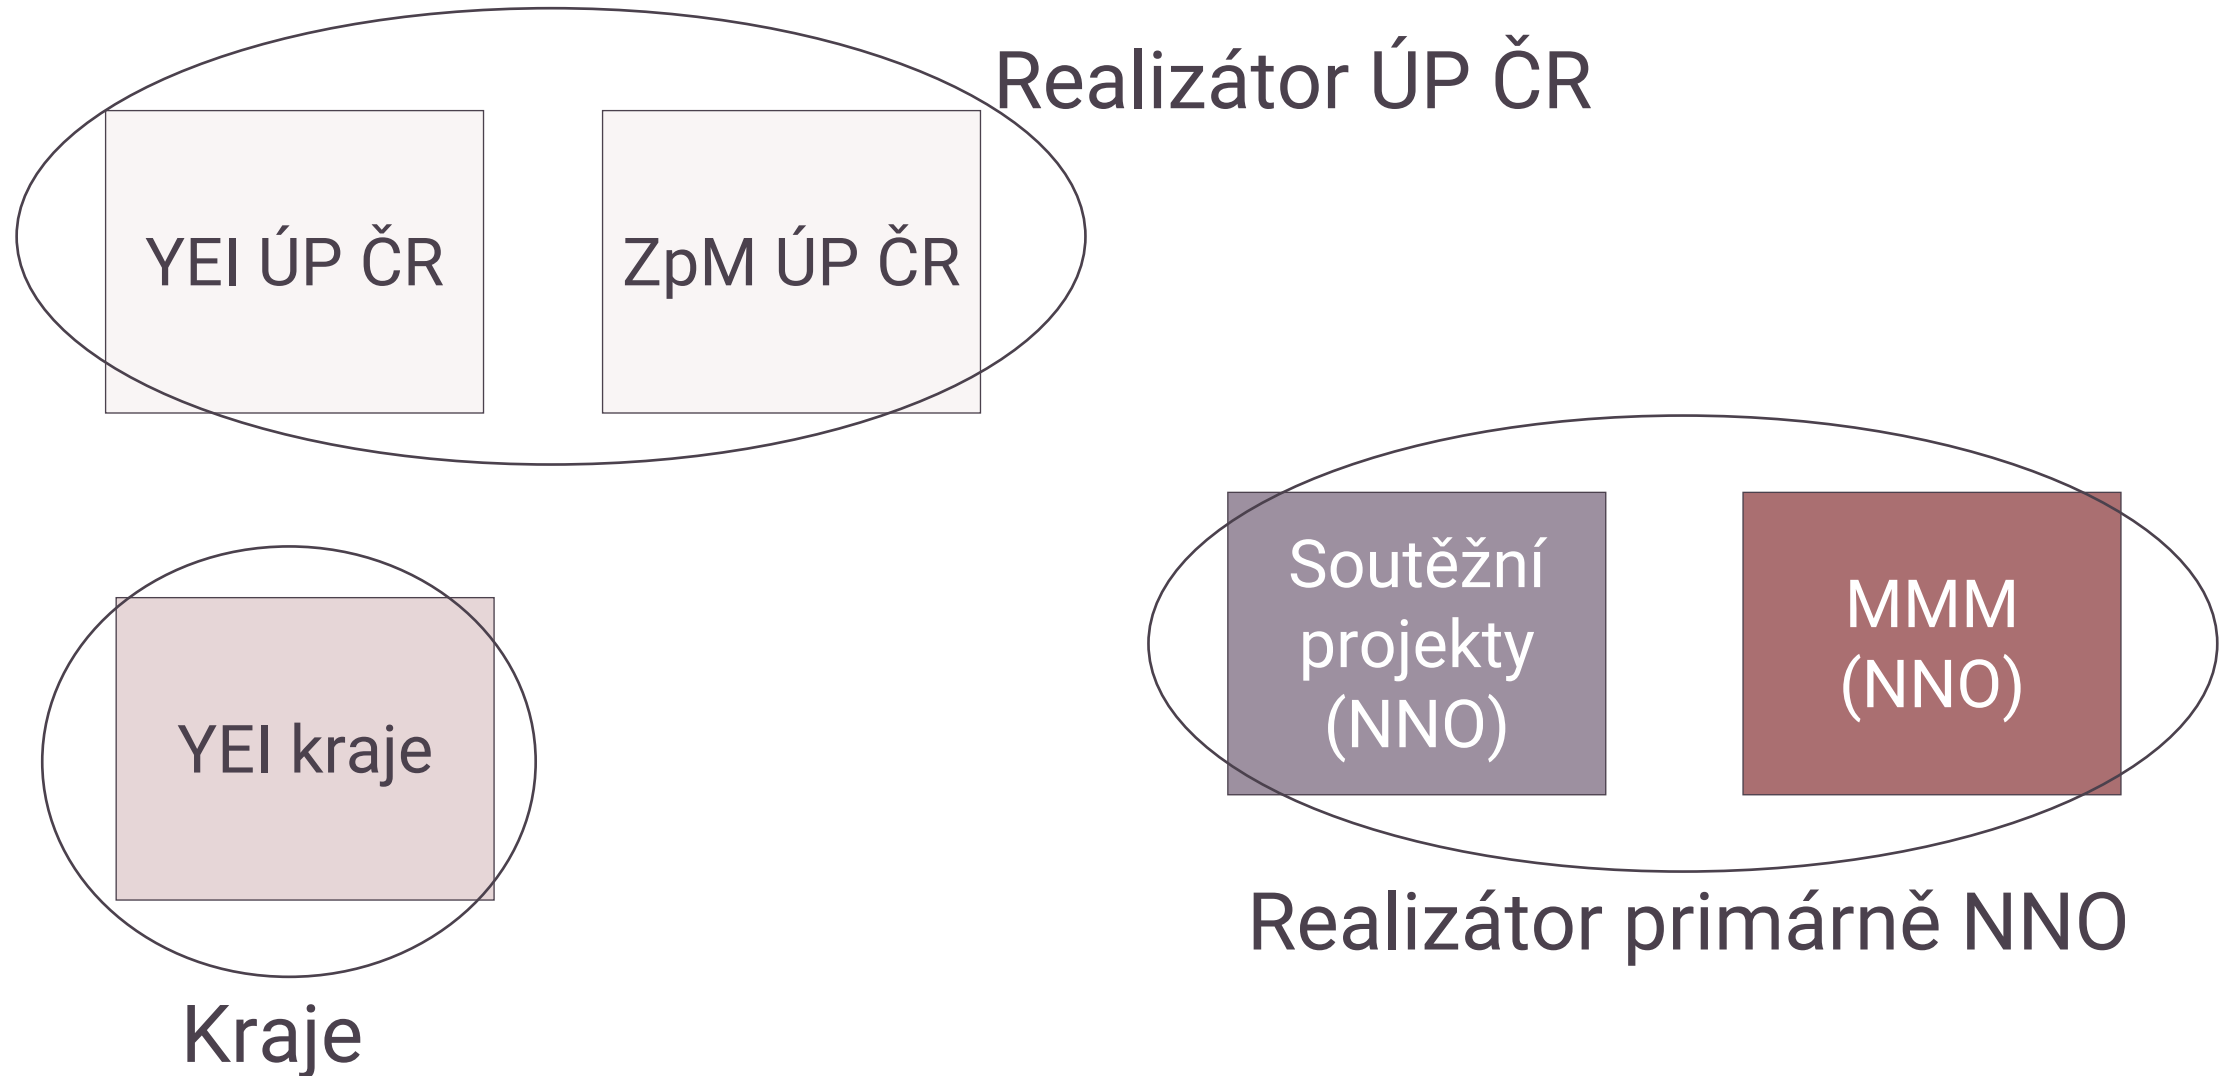 Realizátor ÚP ČR
YEI ÚP ČR
ZpM ÚP ČR
YEI kraje
Kraje
Soutěžní
projekty
(NNO)
MMM
(NNO)
Realizátor primárně NNO